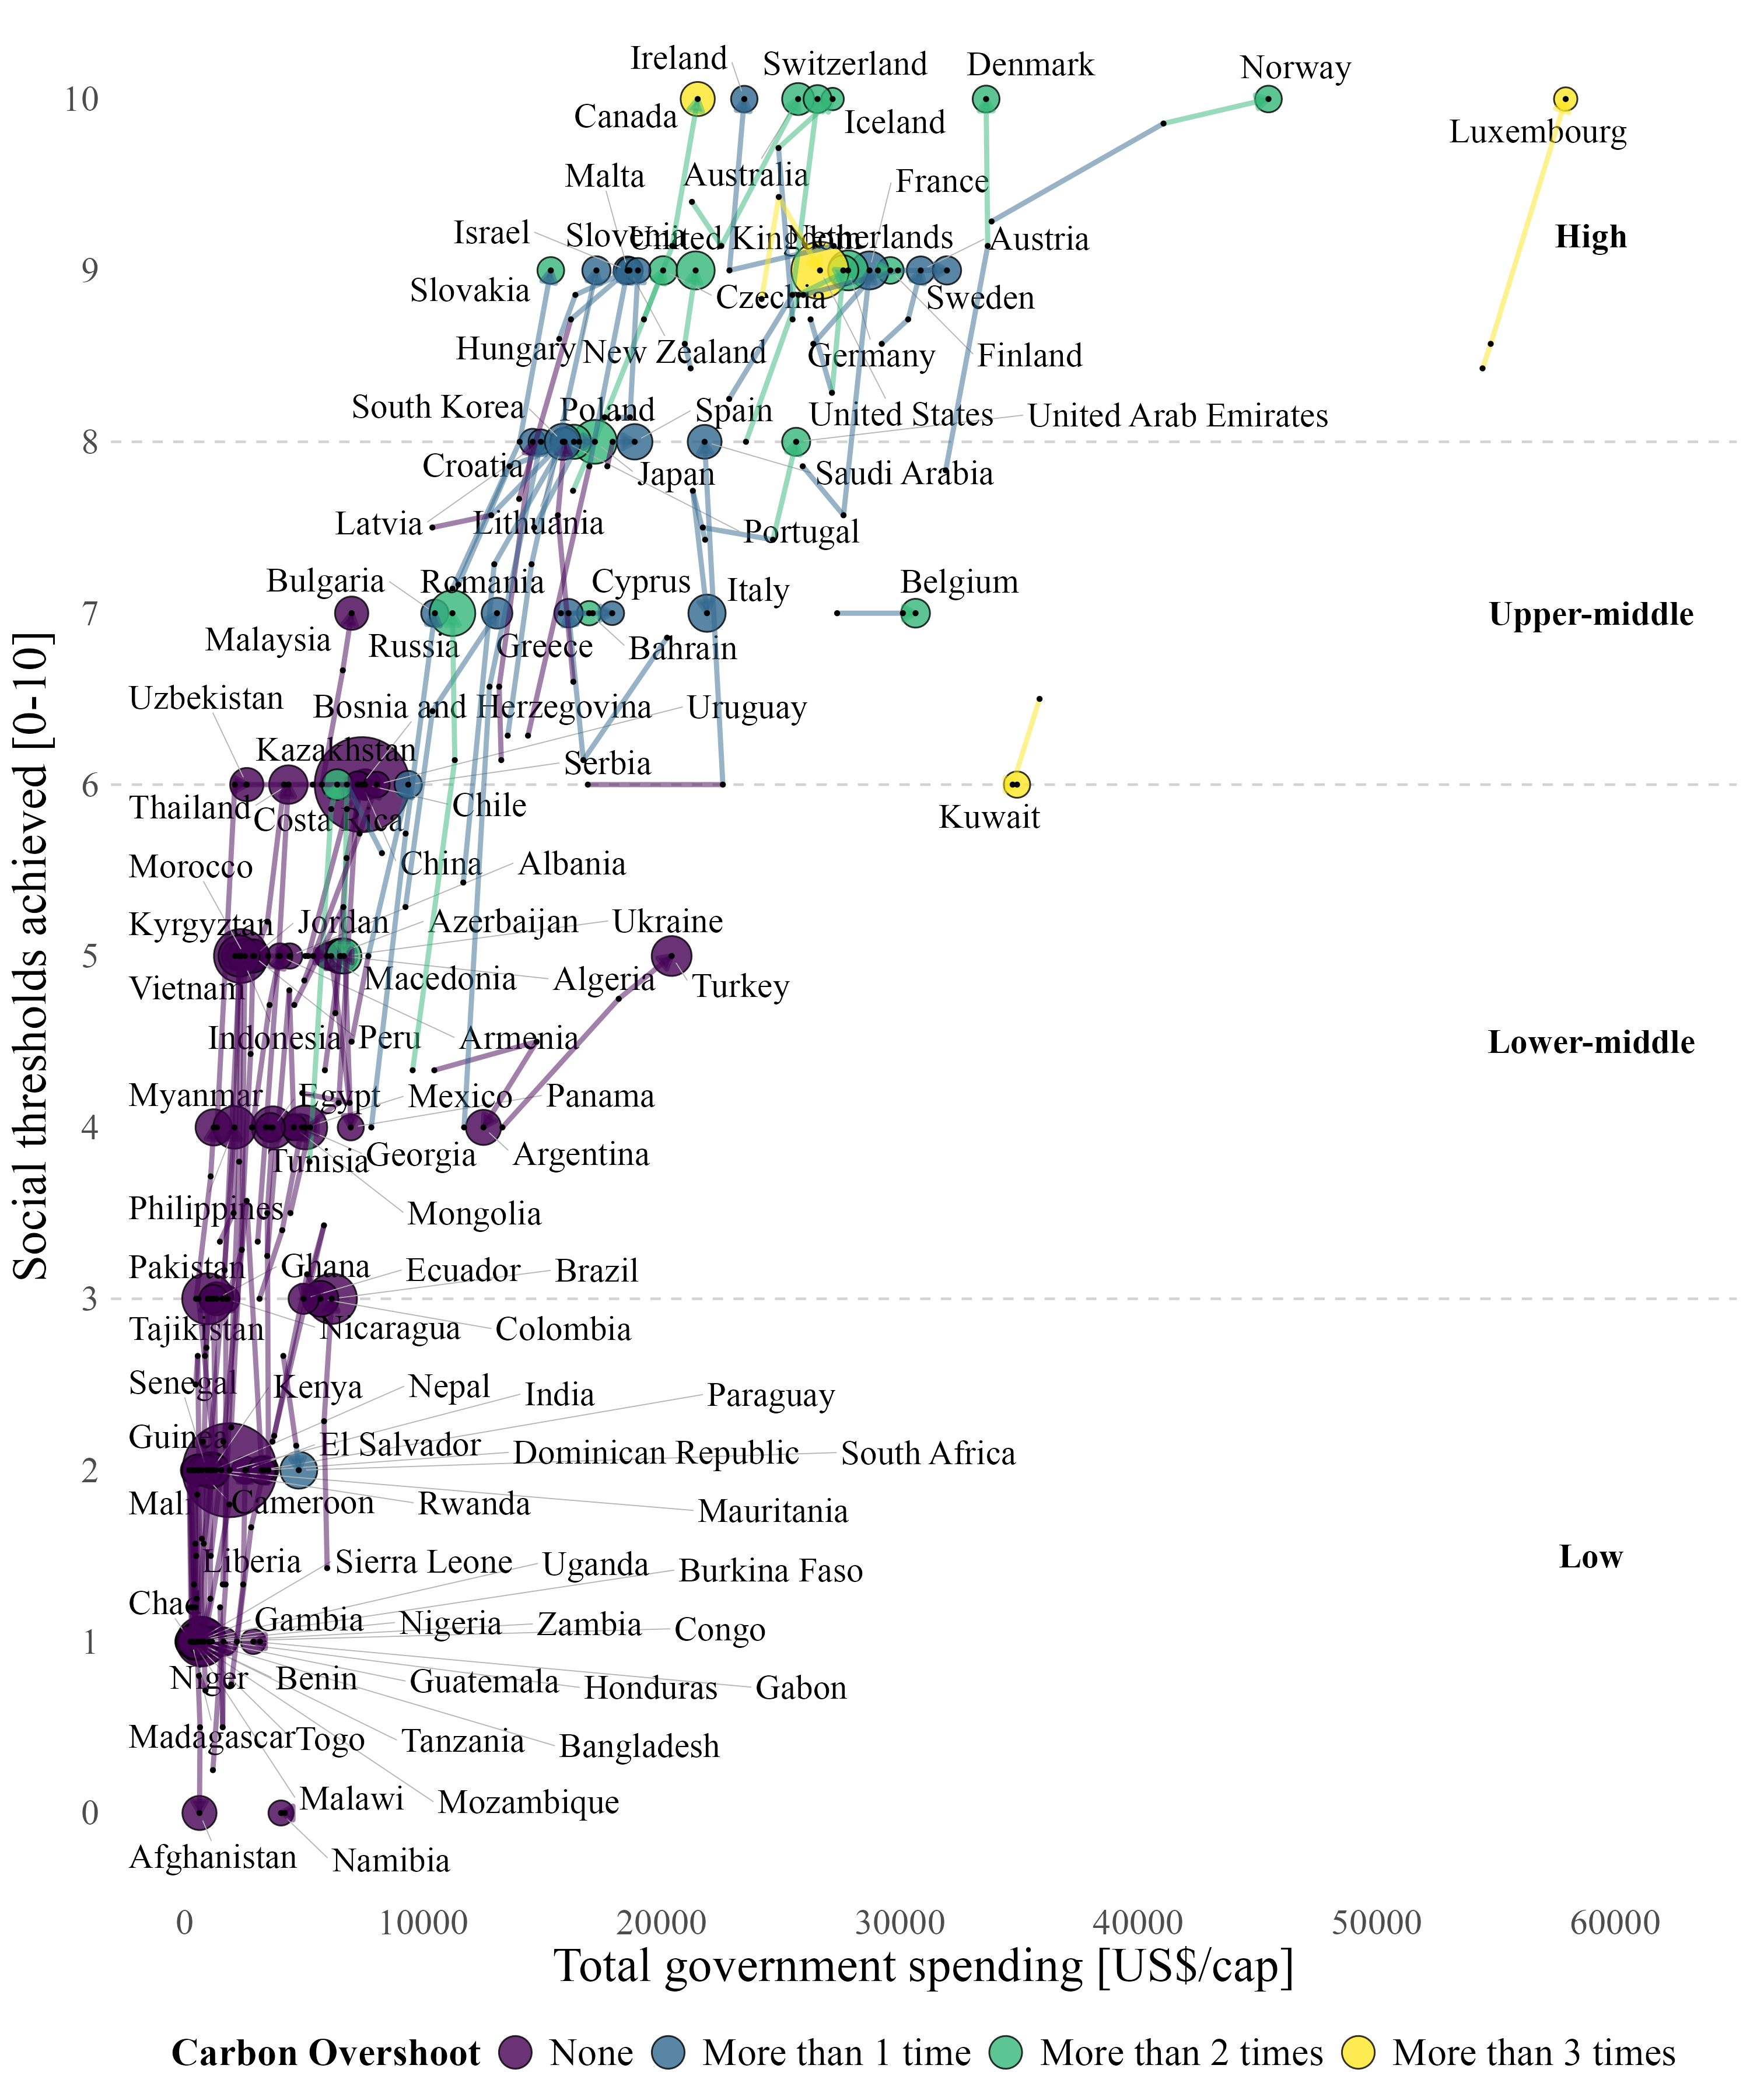 Ireland
Switzerland
Denmark
Norway
10
Canada
Iceland
Luxembourg
Malta
Australia
France
Israel
Slovenia
United Kingdom
Netherlands
Austria
High
9
Slovakia
Czechia
Sweden
Hungary
New Zealand
Germany
Finland
South Korea
Poland
Spain
United States
United Arab Emirates
8
Croatia
Japan
Saudi Arabia
Latvia
Lithuania
Portugal
Bulgaria
Romania
Cyprus
Italy
Belgium
7
Upper-middle
Malaysia
Russia
Greece
Bahrain
Uzbekistan
Bosnia and Herzegovina
Uruguay
Kazakhstan
Serbia
6
Thailand
Costa Rica
Chile
Kuwait
Morocco
China
Albania
Kyrgyztan
Jordan
Azerbaijan
Ukraine
5
Vietnam
Macedonia
Algeria
Turkey
Indonesia
Peru
Armenia
Lower-middle
Myanmar
Egypt
Mexico
Panama
4
Tunisia
Georgia
Argentina
Philippines
Mongolia
Pakistan
Ghana
Ecuador
Brazil
3
Tajikistan
Nicaragua
Colombia
Senegal
Kenya
Nepal
India
Paraguay
Guinea
El Salvador
Dominican Republic
South Africa
2
Mali
Cameroon
Rwanda
Mauritania
Liberia
Sierra Leone
Uganda
Burkina Faso
Low
Chad
Gambia
Nigeria
Zambia
Congo
1
Niger
Benin
Guatemala
Honduras
Gabon
Madagascar
Togo
Tanzania
Bangladesh
Malawi
Mozambique
0
Afghanistan
Namibia
Social thresholds achieved [0-10]
0 10000 20000 30000 40000 50000 60000
Total government spending [US$/cap]
Carbon Overshoot None More than 1 time More than 2 times More than 3 times